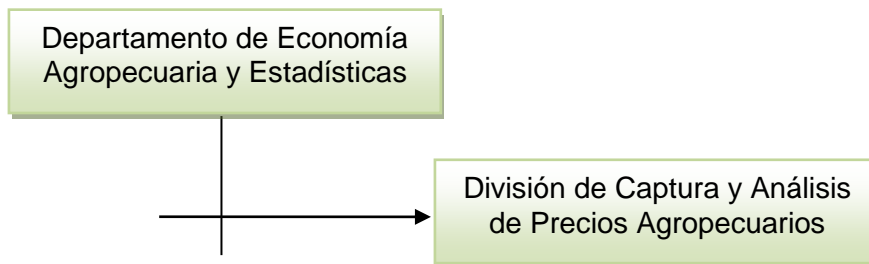 Departamento de Economía
Agropecuaria y Estadísticas
División de Captura y Análisis
de Precios Agropecuarios